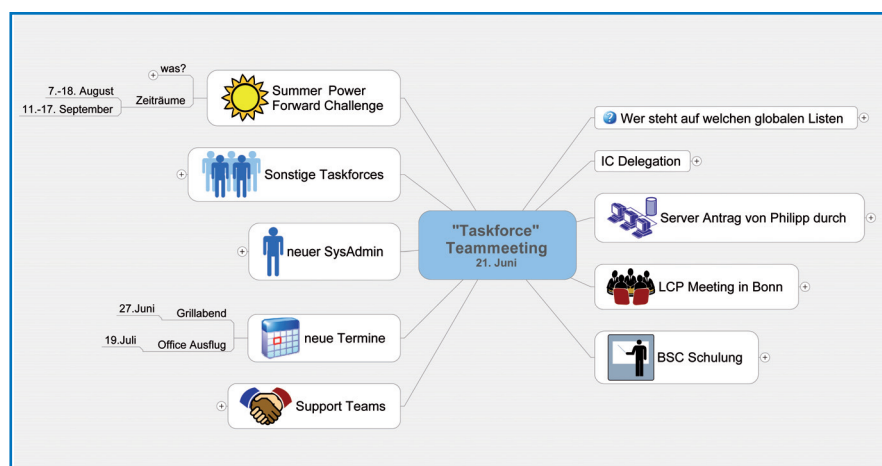 "Taskforce"
Teammeeting
21. Juni
Summer Power
Forward Challenge
was?
Zeiträume
7.-18. August
11.-17. September
Sonstige Taskforces
neuer SysAdmin
neue Termine
Grillabend
27.Juni
Office Ausflug
19.Juli
Support Teams
Wer steht auf welchen globalen Listen
IC Delegation
Server Antrag von Philipp durch
LCP Meeting in Bonn
BSC Schulung